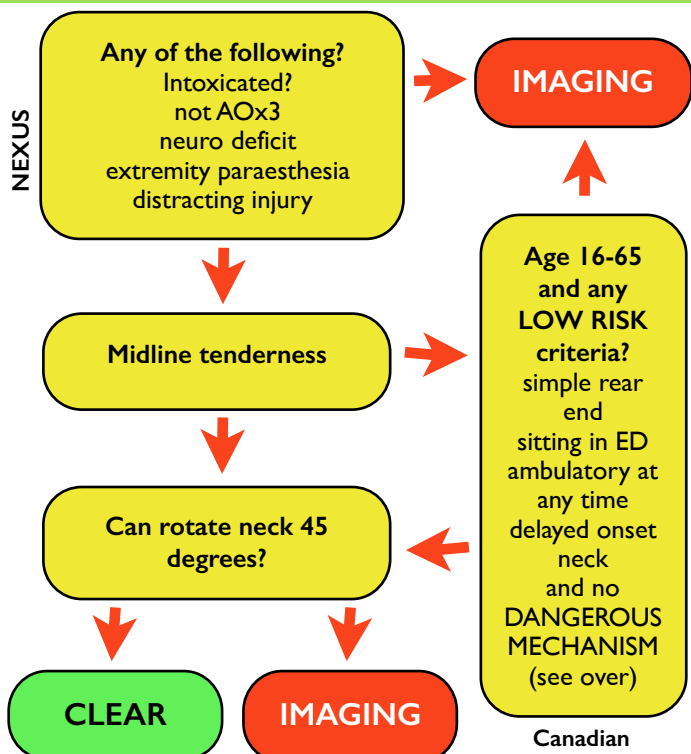 NEXUS
Any of the following?
Intoxicated?
not AOx3
neuro deficit
extremity paraesthesia
distracting injury
IMAGING
Midline tenderness
Age 16-65
and any
LOW RISK
criteria?
simple rear
end
sitting in ED
ambulatory at
any time
delayed onset
neck
and no
DANGEROUS
MECHANISM
(see over)
Can rotate neck 45
degrees?
CLEAR
IMAGING
Canadian